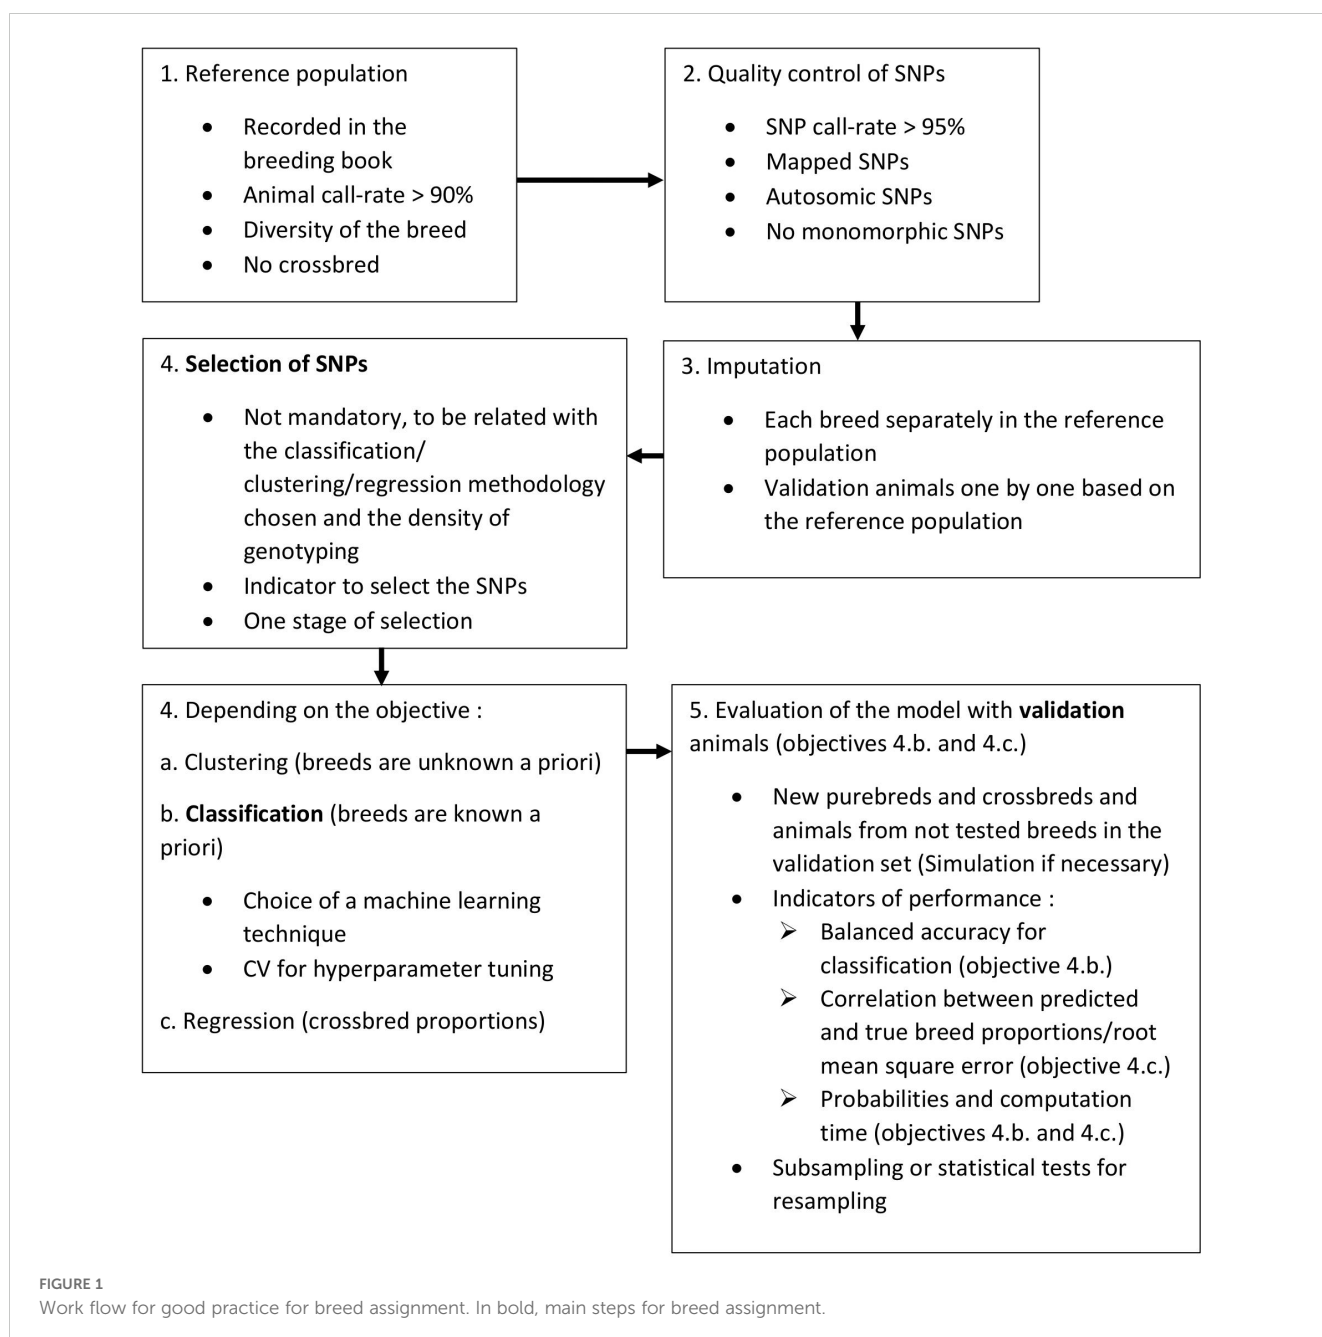 1. Reference population
• Recorded in the
breeding book
• Animal call-rate > 90%
• Diversity of the breed
• No crossbred
2. Quality control of SNPs
• SNP call-rate > 95%
• Mapped SNPs
• Autosomic SNPs
• No monomorphic SNPs
3. Imputation
• Each breed separately in the reference
population
• Validation animals one by one based on
the reference population
4. Selection of SNPs
• Not mandatory, to be related with
the classification/
clustering/regression methodology
chosen and the density of
genotyping
• Indicator to select the SNPs
• One stage of selection
4. Depending on the objective :
a. Clustering (breeds are unknown a priori)
b. Classification (breeds are known a
priori)
• Choice of a machine learning
technique
• CV for hyperparameter tuning
c. Regression (crossbred proportions)
5. Evaluation of the model with validation
animals (objectives 4.b. and 4.c.)
• New purebreds and crossbreds and
animals from not tested breeds in the
validation set (Simulation if necessary)
• Indicators of performance :
➢ Balanced accuracy for
classification (objective 4.b.)
➢ Correlation between predicted
and true breed proportions/root
mean square error (objective 4.c.)
➢ Probabilities and computation
time (objectives 4.b. and 4.c.)
• Subsampling or statistical tests for
resampling
FIGURE 1
Work flow for good practice for breed assignment. In bold, main steps for breed assignment.